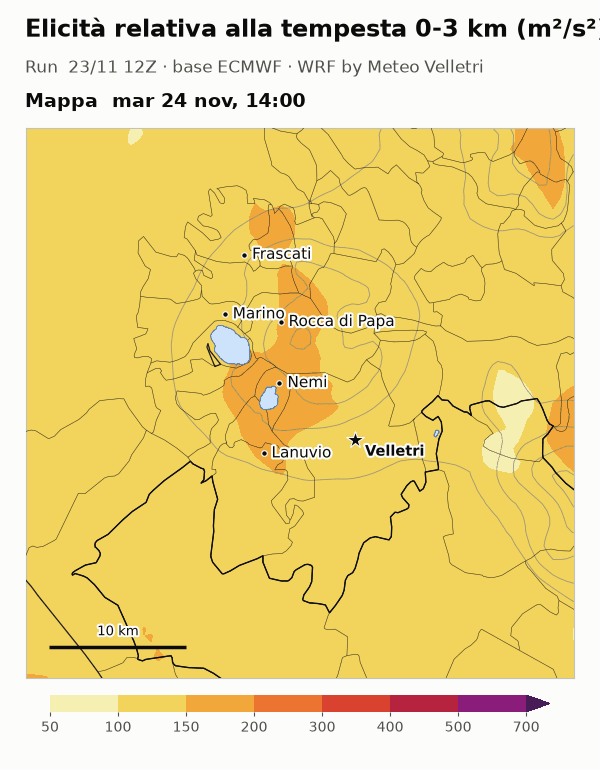 Elicità relativa alla tempesta 0-3 km (m²/s²)
Run  23/11 12Z · base ECMWF · WRF by Meteo Velletri
Mappa  mar 24 nov, 14:00
Frascati
Marino
Rocca di Papa
Nemi
Velletri
Lanuvio
10 km
50 100 150 200 300 400 500 700